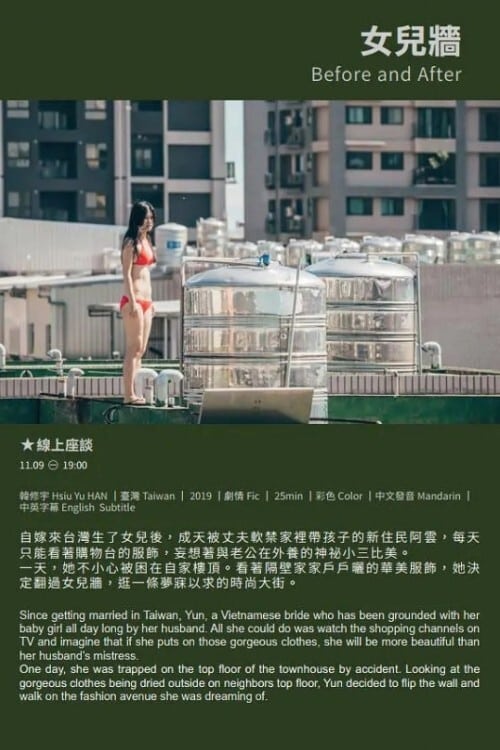 女兒牆
Before and After
★線上座談
11.09 ㊀ 19:00
韓修宇 Hsiu Yu HAN ｜臺灣 Taiwan ｜ 2019 ｜劇情 Fic ｜ 25min ｜彩色 Color ｜中文發音 Mandarin ｜
中英字幕 English Subtitle
自嫁來台灣生了女兒後，成天被丈夫軟禁家裡帶孩子的新住民阿雲，每天
只能看著購物台的服飾，妄想著與老公在外養的神祕小三比美。
一天，她不小心被困在自家樓頂。看著隔壁家家戶戶曬的華美服飾，她決
定翻過女兒牆，逛一條夢寐以求的時尚大街。
Since getting married in Taiwan, Yun, a Vietnamese bride who has been grounded with her
baby girl all day long by her husband. All she could do was watch the shopping channels on
TV and imagine that if she puts on those gorgeous clothes, she will be more beautiful than
her husband's mistress.
One day, she was trapped on the top floor of the townhouse by accident. Looking at the
gorgeous clothes being dried outside on neighbors top floor, Yun decided to flip the wall and
walk on the fashion avenue she was dreaming of.